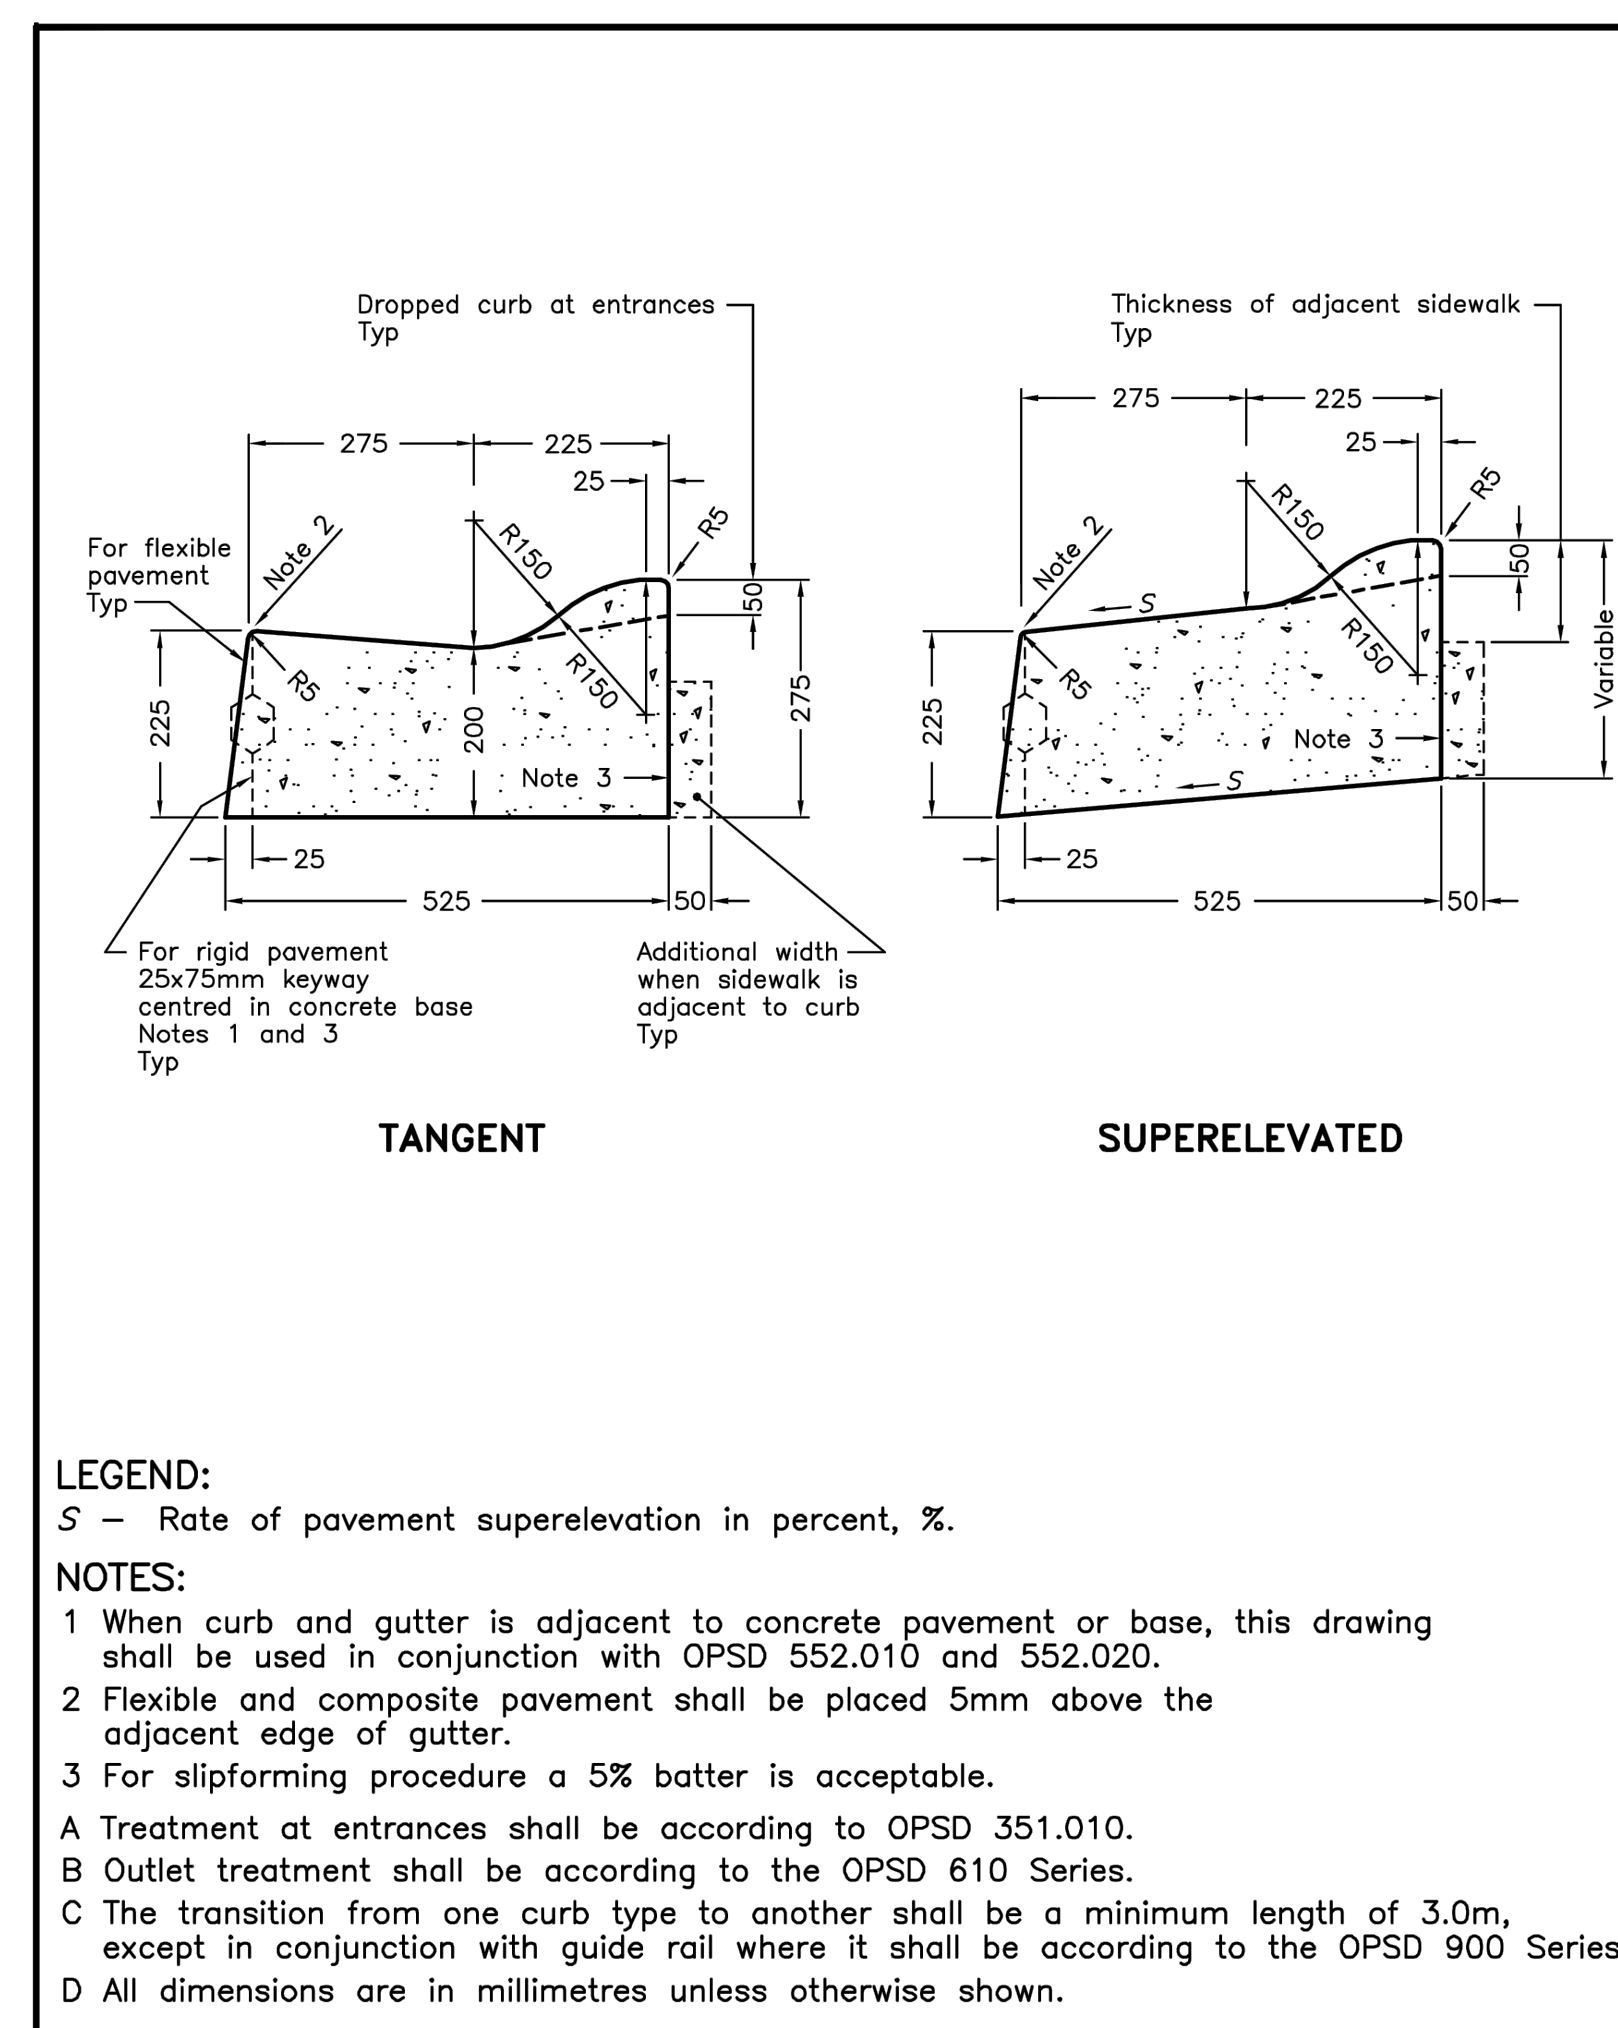 Dropped curb at entrances
Typ
275
225
25
R5
R150
Note 2
For flexible
pavement
Typ
R5
R150
50
275
225
200
Note 3
25
525
50
For rigid pavement
25x75mm keyway
centred in concrete base
Notes 1 and 3
Typ
Additional width
when sidewalk is
adjacent to curb
Typ
TANGENT
Thickness of adjacent sidewalk
Typ
275
225
25
R5
R150
Note 2
S
R5
R150
50
Variable
225
Note 3
S
25
525
50
SUPERELEVATED
LEGEND:
S – Rate of pavement superelevation in percent, %.
NOTES:
1 When curb and gutter is adjacent to concrete pavement or base, this drawing
shall be used in conjunction with OPSD 552.010 and 552.020.
2 Flexible and composite pavement shall be placed 5mm above the
adjacent edge of gutter.
3 For slipforming procedure a 5% batter is acceptable.
A Treatment at entrances shall be according to OPSD 351.010.
B Outlet treatment shall be according to the OPSD 610 Series.
C The transition from one curb type to another shall be a minimum length of 3.0m,
except in conjunction with guide rail where it shall be according to the OPSD 900 Series
D All dimensions are in millimetres unless otherwise shown.